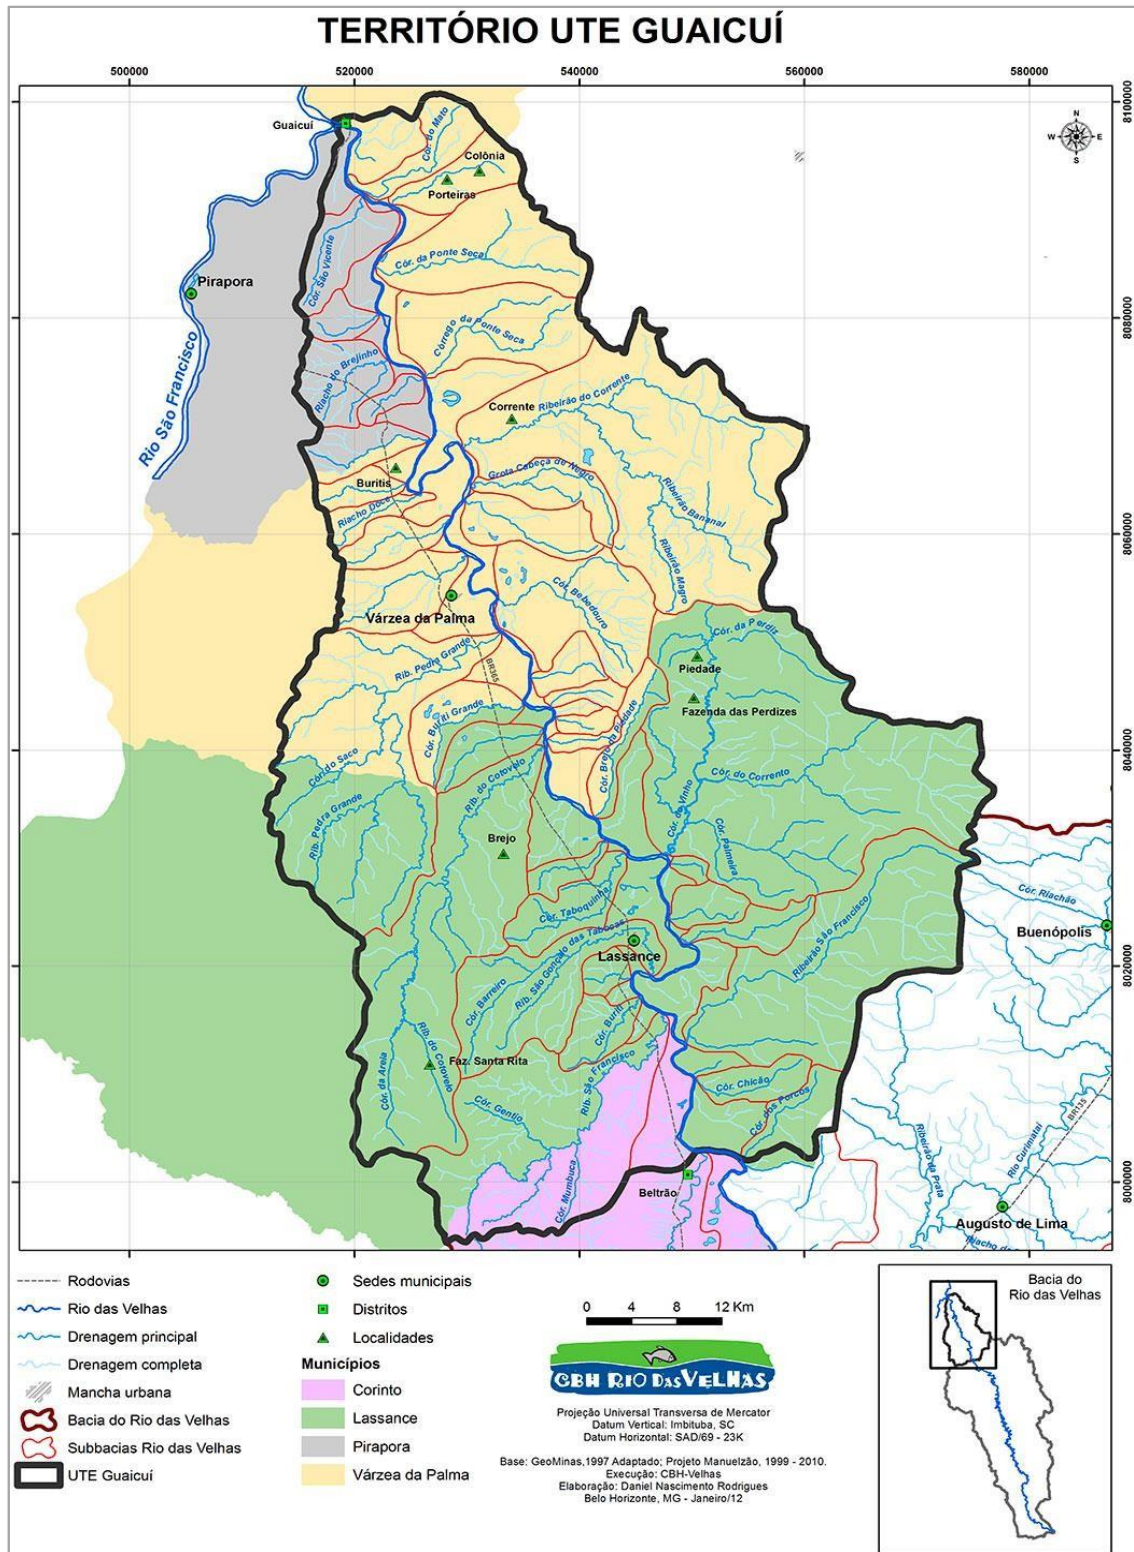 TERRITÓRIO UTE GUAICUÍ
500000
520000
540000
560000
580000
8100000
8080000
8060000
8040000
8020000
8000000
N
W
E
S
Guaicuí
Cór. do Mato
Colônia
Porteiras
Cór. São Vicente
Cór. da Ponte Seca
Pirapora
Rio São Francisco
Córrego da Ponte Seca
Riacho do Brejinho
Corrente
Ribeirão do Corrente
Buritis
Grota Cabeça de Negro
Riacho Doce
Ribeirão Bananal
Ribeirão Magro
Várzea da Palma
Cór. Bebedouro
Cór. da Perdiz
Rib. Pedra Grande
BR365
Piedade
Fazenda das Perdizes
Cór. Buriti Grande
Cór. Brejo da Piedade
Cór. do Saco
Rib. do Cotovelo
Cór. do Vinho
Cór. do Corrento
Rib. Pedra Grande
Brejo
Cór. Palmeira
Cór. Taboquinha
Cór. Riachão
Rib. São Gonçalo das Tabocas
Ribeirão São Francisco
Buenópolis
Lassance
Cór. Barreiro
Cór. Buriti
Rib. do Cotovelo
Faz. Santa Rita
Cór. da Areia
Rib. São Francisco
Cór. Chicão
Cór. Gentio
Cór. dos Porcos
BR135
Ribeirão da Prata
Rio Curimataí
Cór. Mumbuca
Beltrão
Augusto de Lima
Rodovias
Rio das Velhas
Drenagem principal
Drenagem completa
Mancha urbana
Bacia do Rio das Velhas
Subbacias Rio das Velhas
UTE Guaicuí
Sedes municipais
Distritos
Localidades
Municípios
Corinto
Lassance
Pirapora
Várzea da Palma
0 4 8 12 Km
CBH RIO DAS VELHAS
Projeção Universal Transversa de Mercator
Datum Vertical: Imbituba, SC
Datum Horizontal: SAD/69 - 23K
Base: GeoMinas,1997 Adaptado; Projeto Manuelzão, 1999 - 2010.
Execução: CBH-Velhas
Elaboração: Daniel Nascimento Rodrigues
Belo Horizonte, MG - Janeiro/12
Bacia do
Rio das Velhas